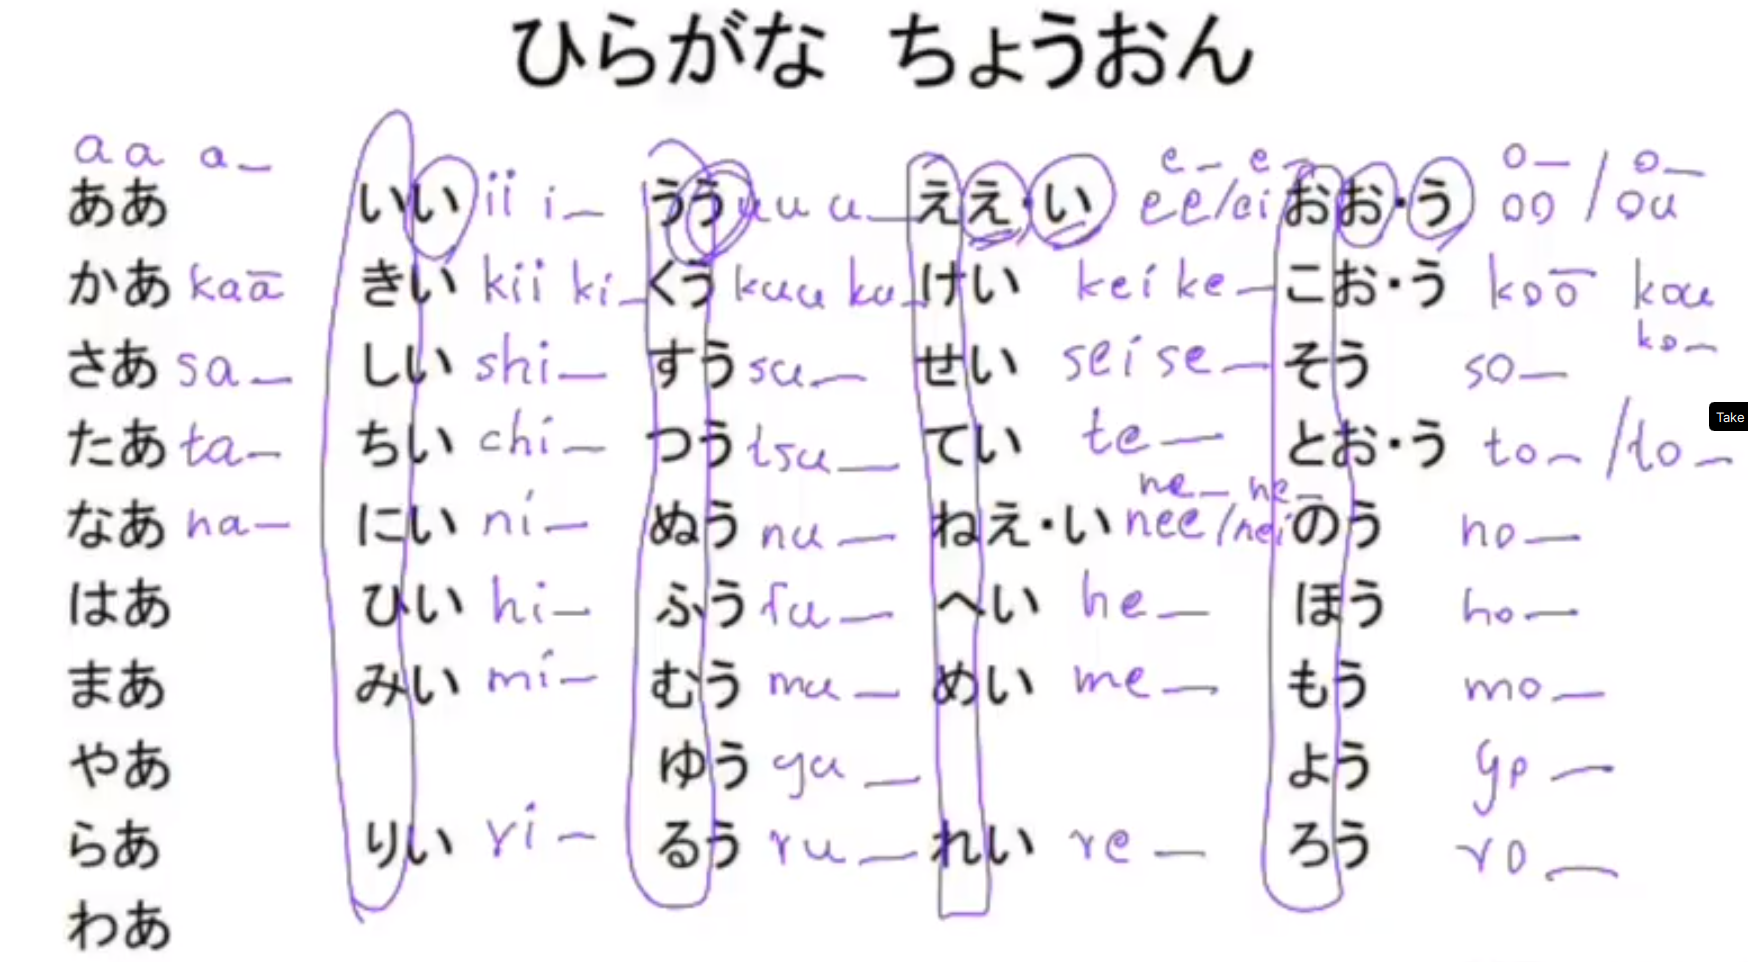 ひらがな ちょうおん
a a a_ e_ e_ o_ / o_
ああ いい ii i_ うう uu u_ ええ・い ee/ei おお・う oo / ou
かあ kaā きい kii ki_ くう kuu ku_ けい kei ke_ こお・う koō kou
ko_
さあ sa_ しい shi_ すう su_ せい sei se_ そう so_
たあ ta_ ちい chi_ つう tsu_ てい te_ とお・う to_ /to_
Take
ne_ ne_
なあ na_ にい ni_ ぬう nu_ ねえ・い nee/nei のう no_
はあ ひい hi_ ふう fu_ へい he_ ほう ho_
まあ みい mi_ むう mu_ めい me_ もう mo_
やあ ゆう yu_ よう yo_
らあ りい ri_ るう ru_ れい re_ ろう ro_
わあ